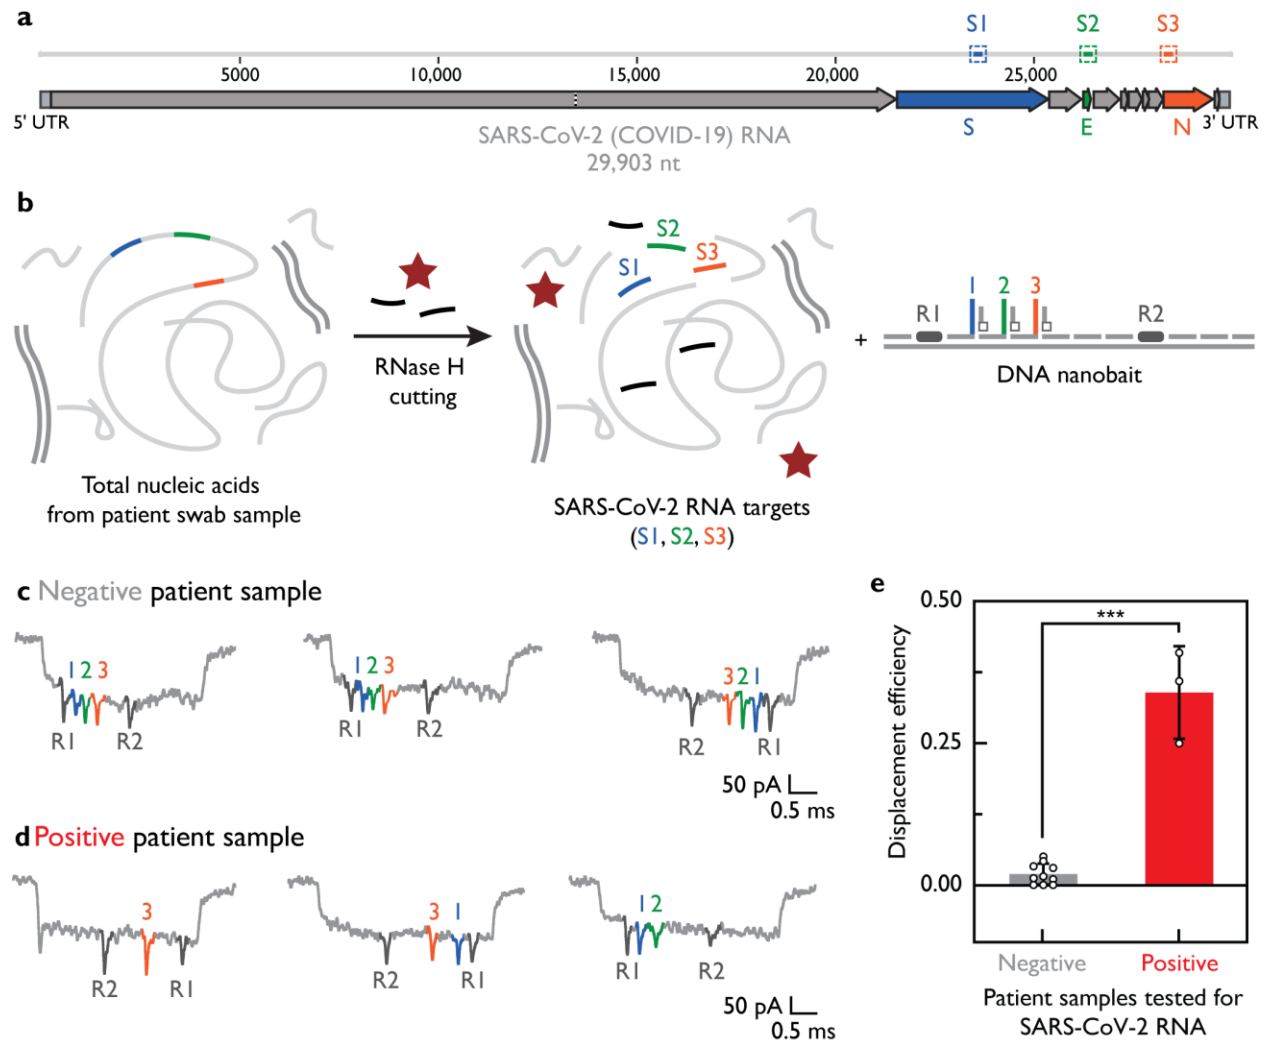 a
S1 S2 S3
5000 10,000 15,000 20,000 25,000
5' UTR S E N 3' UTR
SARS-CoV-2 (COVID-19) RNA
29,903 nt
b
S1 S2 S3
RNase H
cutting
+
R1 1 2 3 R2
DNA nanobait
Total nucleic acids
from patient swab sample
SARS-CoV-2 RNA targets
(S1, S2, S3)
c Negative patient sample
1 2 3
R1 R2
1 2 3
R1 R2
3 2 1
R2 R1
50 pA
0.5 ms
d Positive patient sample
3
R2 R1
3 1
R2 R1
1 2
R1 R2
50 pA
0.5 ms
e
Displacement efficiency
0.50
0.25
0.00
***
Negative Positive
Patient samples tested for
SARS-CoV-2 RNA